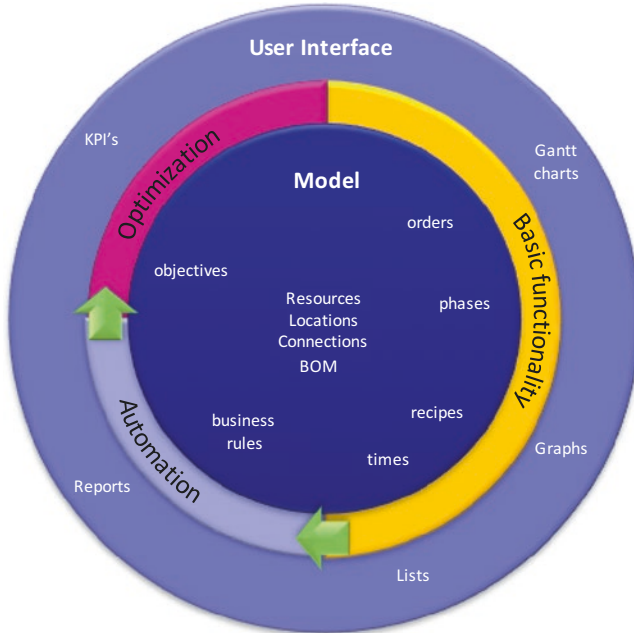 User Interface
KPI's
Gantt
charts
Optimization
Model
Basic functionality
orders
objectives
Resources
Locations
Connections
BOM
phases
recipes
business
rules
times
Automation
Graphs
Reports
Lists